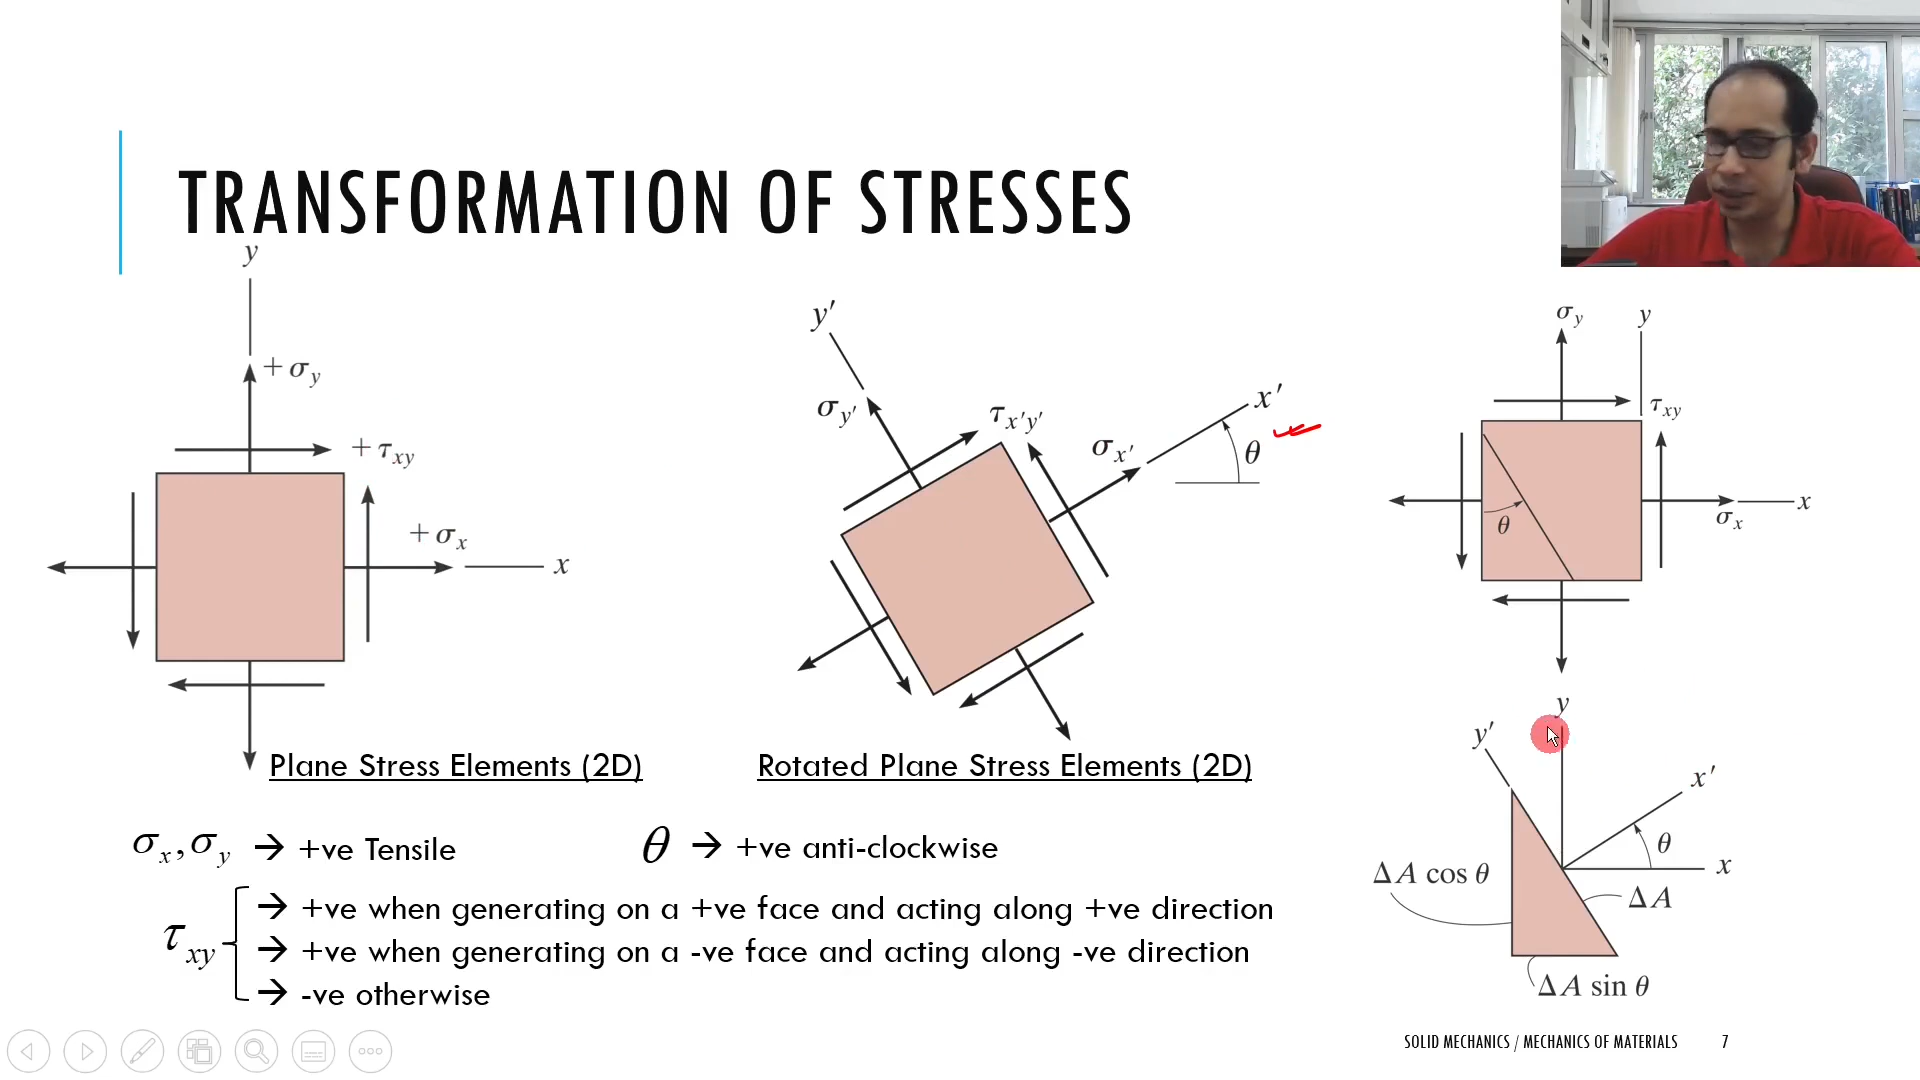 TRANSFORMATION OF STRESSES
y
+σy
+τxy
+σx
x
Plane Stress Elements (2D)
y′
σy′
τx′y′
σx′
x′
θ
Rotated Plane Stress Elements (2D)
σy
y
τxy
θ
σx
x
y
y′
x′
θ
x
ΔA cos θ
ΔA
ΔA sin θ
σx, σy → +ve Tensile
θ → +ve anti-clockwise
τxy
→ +ve when generating on a +ve face and acting along +ve direction
→ +ve when generating on a -ve face and acting along -ve direction
→ -ve otherwise
SOLID MECHANICS / MECHANICS OF MATERIALS 7